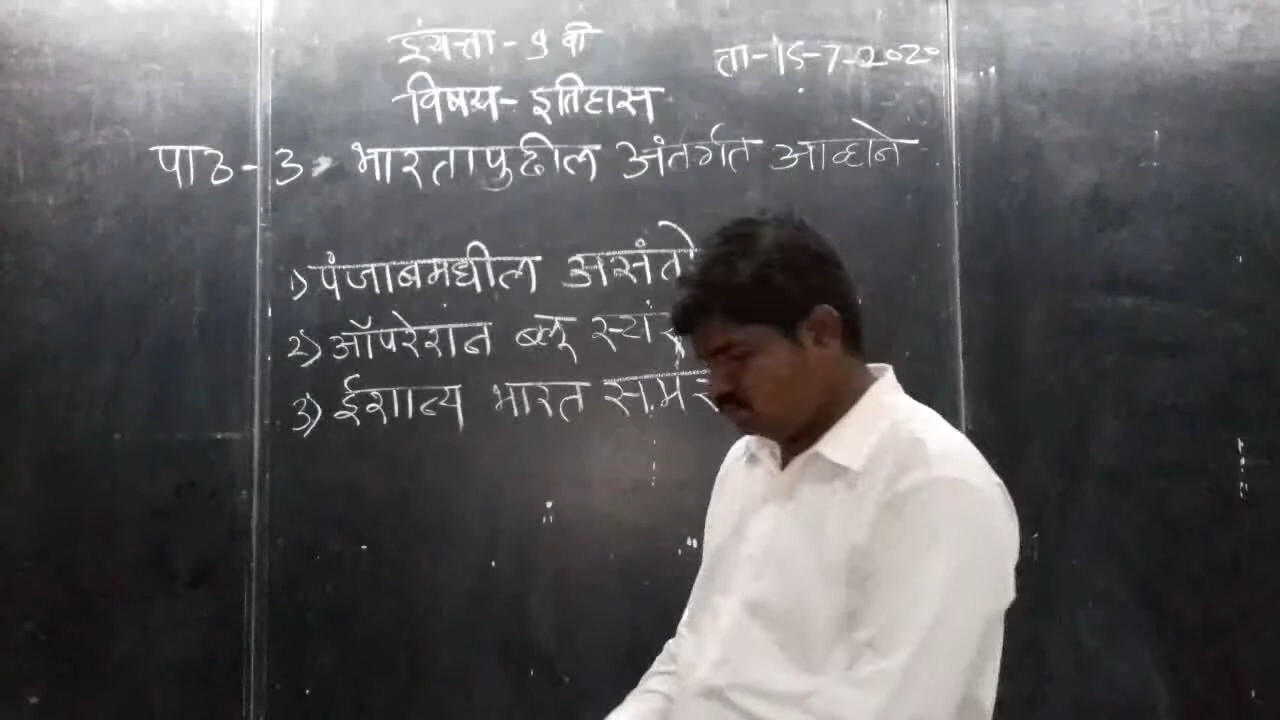 इयत्ता - 9 वी
ता-15-7-2020
विषय- इतिहास
पाठ-3. भारतापुढील अंतर्गत आव्हाने
1) पंजाबमधील
2) ऑपरेशन ब्लू
3) ईशान्य भारत